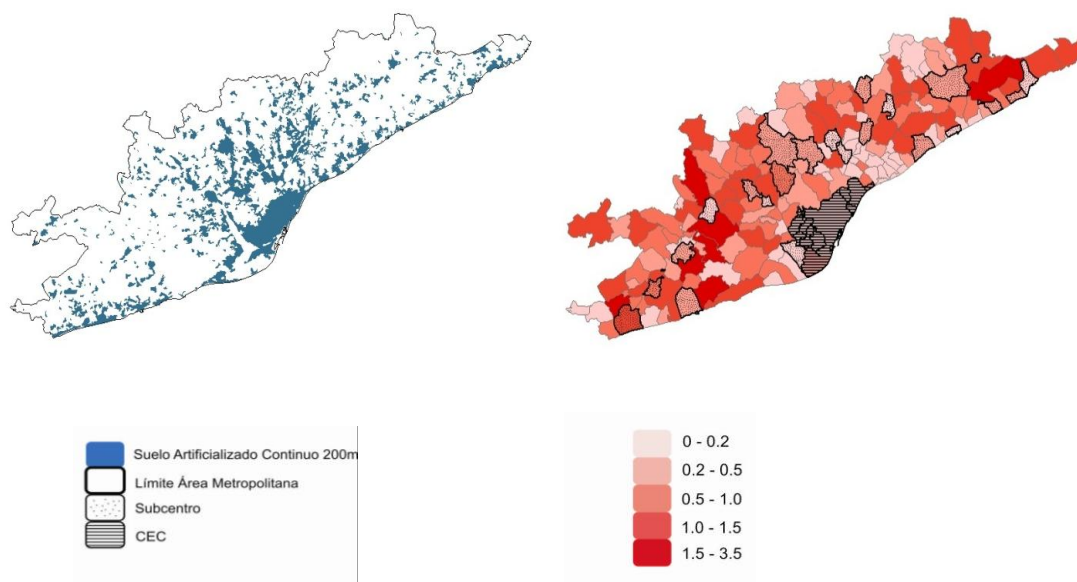 Suelo Artificializado Continuo 200m
Límite Área Metropolitana
Subcentro
CEC
0 - 0.2
0.2 - 0.5
0.5 - 1.0
1.0 - 1.5
1.5 - 3.5